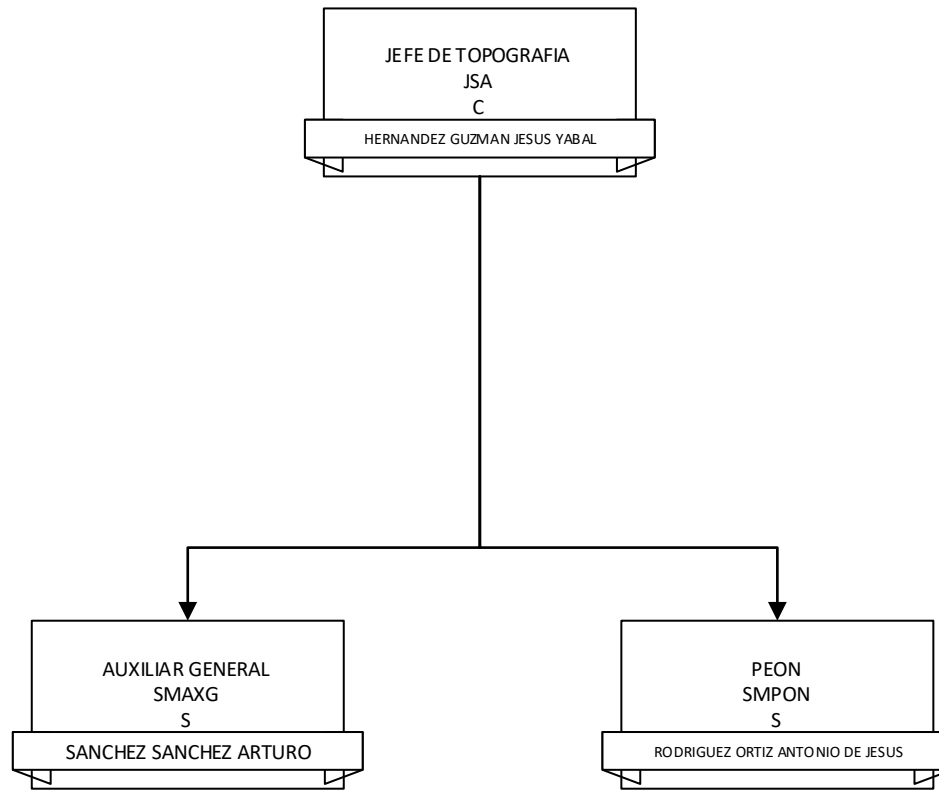 JEFE DE TOPOGRAFIA
JSA
C
HERNANDEZ GUZMAN JESUS YABAL
AUXILIAR GENERAL
SMAXG
S
SANCHEZ SANCHEZ ARTURO
PEON
SMPON
S
RODRIGUEZ ORTIZ ANTONIO DE JESUS